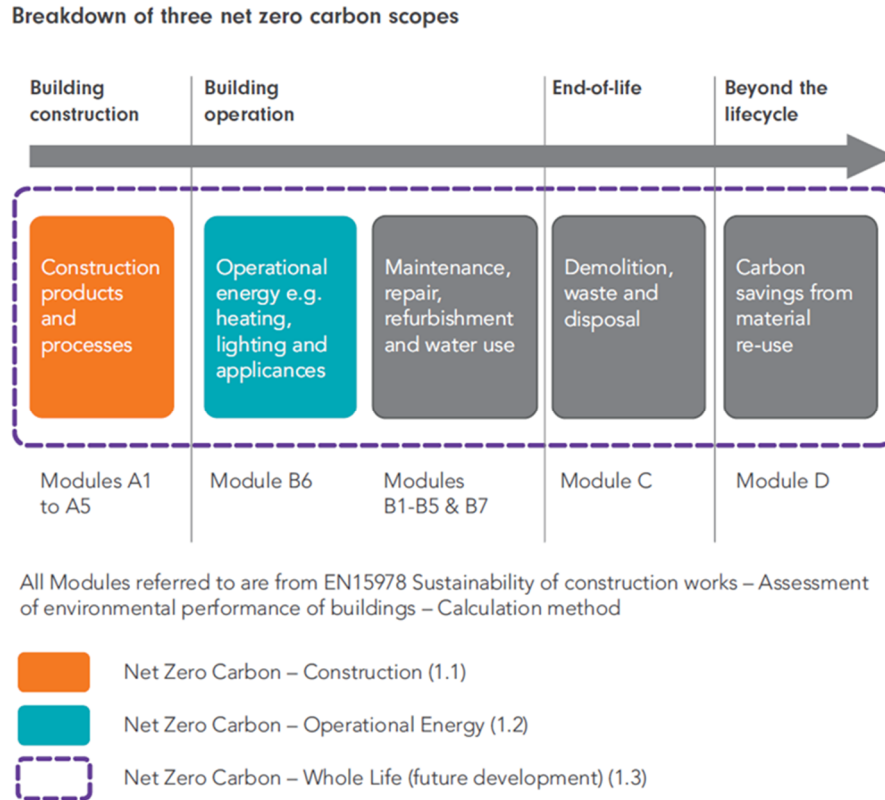 Breakdown of three net zero carbon scopes
Building
construction
Building
operation
End-of-life
Beyond the
lifecycle
Construction
products
and
processes
Operational
energy e.g.
heating,
lighting and
applicances
Maintenance,
repair,
refurbishment
and water use
Demolition,
waste and
disposal
Carbon
savings from
material
re-use
Modules A1
to A5
Module B6
Modules
B1-B5 & B7
Module C
Module D
All Modules referred to are from EN15978 Sustainability of construction works – Assessment
of environmental performance of buildings – Calculation method
Net Zero Carbon – Construction (1.1)
Net Zero Carbon – Operational Energy (1.2)
Net Zero Carbon – Whole Life (future development) (1.3)